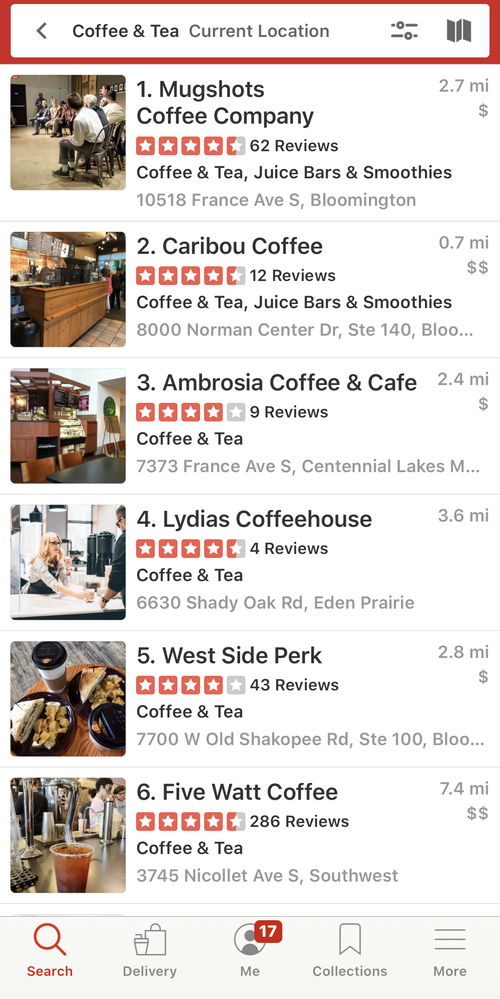 Coffee & Tea Current Location
1. Mugshots 2.7 mi
Coffee Company $
62 Reviews
Coffee & Tea, Juice Bars & Smoothies
10518 France Ave S, Bloomington
2. Caribou Coffee 0.7 mi
12 Reviews $$
Coffee & Tea, Juice Bars & Smoothies
8000 Norman Center Dr, Ste 140, Bloo...
3. Ambrosia Coffee & Cafe 2.4 mi
9 Reviews $
Coffee & Tea
7373 France Ave S, Centennial Lakes M...
4. Lydias Coffeehouse 3.6 mi
4 Reviews
Coffee & Tea
6630 Shady Oak Rd, Eden Prairie
5. West Side Perk 2.8 mi
43 Reviews $
Coffee & Tea
7700 W Old Shakopee Rd, Ste 100, Bloo...
6. Five Watt Coffee 7.4 mi
286 Reviews $$
Coffee & Tea
3745 Nicollet Ave S, Southwest
17
Search Delivery Me Collections More